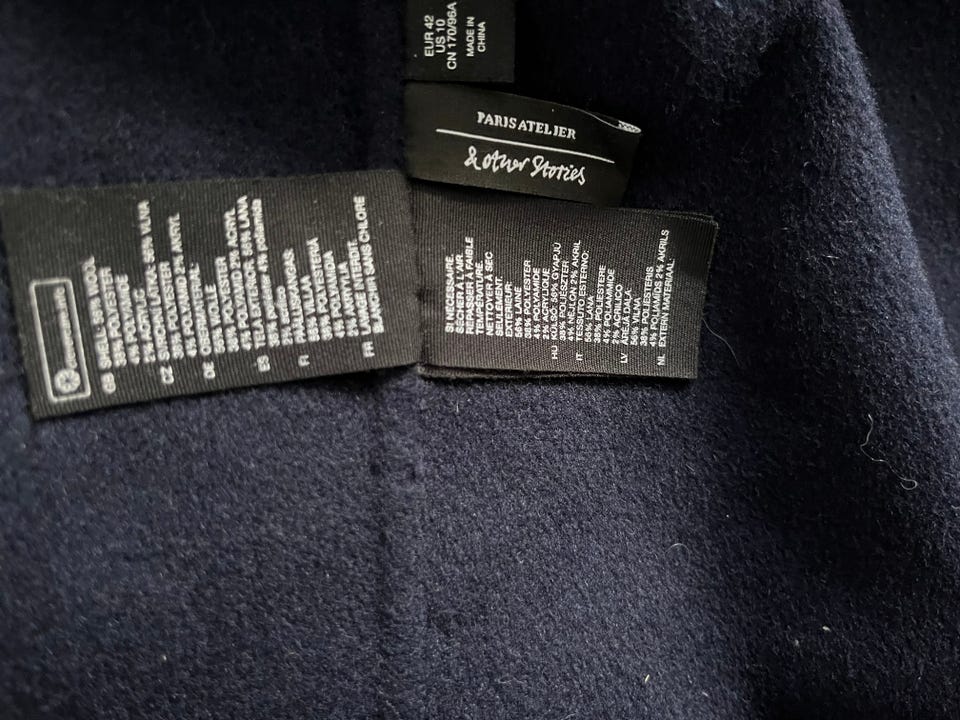 EUR 42
US 10
CN 170/96A
MADE IN
CHINA
PARIS ATELIER
& other Stories
GB SHELL: 56% WOOL
38% POLYESTER
4% POLYAMIDE
2% ACRYLIC
CZ SVRCHNÍ LÁTKA: 56% VLNA
38% POLYESTER
4% POLYAMID 2% AKRYL
DE OBERMATERIAL:
56% WOLLE
38% POLYESTER
4% POLYAMID 2% ACRYL
ES TELA EXTERIOR: 56% LANA
38% poliéster 4% poliamida
2% acrílico
FI PÄÄLLIKANGAS:
56% VILLAA
38% POLYESTERIÄ
4% POLYAMIDIA
2% AKRYYLIÄ
FR LAVAGE INTERDIT.
BLANCHIR SANS CHLORE
SI NÉCESSAIRE.
SÉCHER À L'AIR.
REPASSER À FAIBLE
TEMPÉRATURE.
NETTOYER À SEC
SEULEMENT.
EXTÉRIEUR:
56% LAINE
38% POLYESTER
4% POLYAMIDE
2% ACRYLIQUE
HU KÜLSŐ: 56% GYAPJÚ
38% POLIÉSZTER
4% NEJLON 2% AKRIL
IT TESSUTO ESTERNO:
56% LANA
38% POLIESTERE
4% POLIAMMIDE
2% ACRILICO
LV ĀRĒJĀ DAĻA:
56% VILNA
38% POLIESTERIS
4% POLIAMĪDS 2% AKRILS
NL EXTERN MATERIAAL: